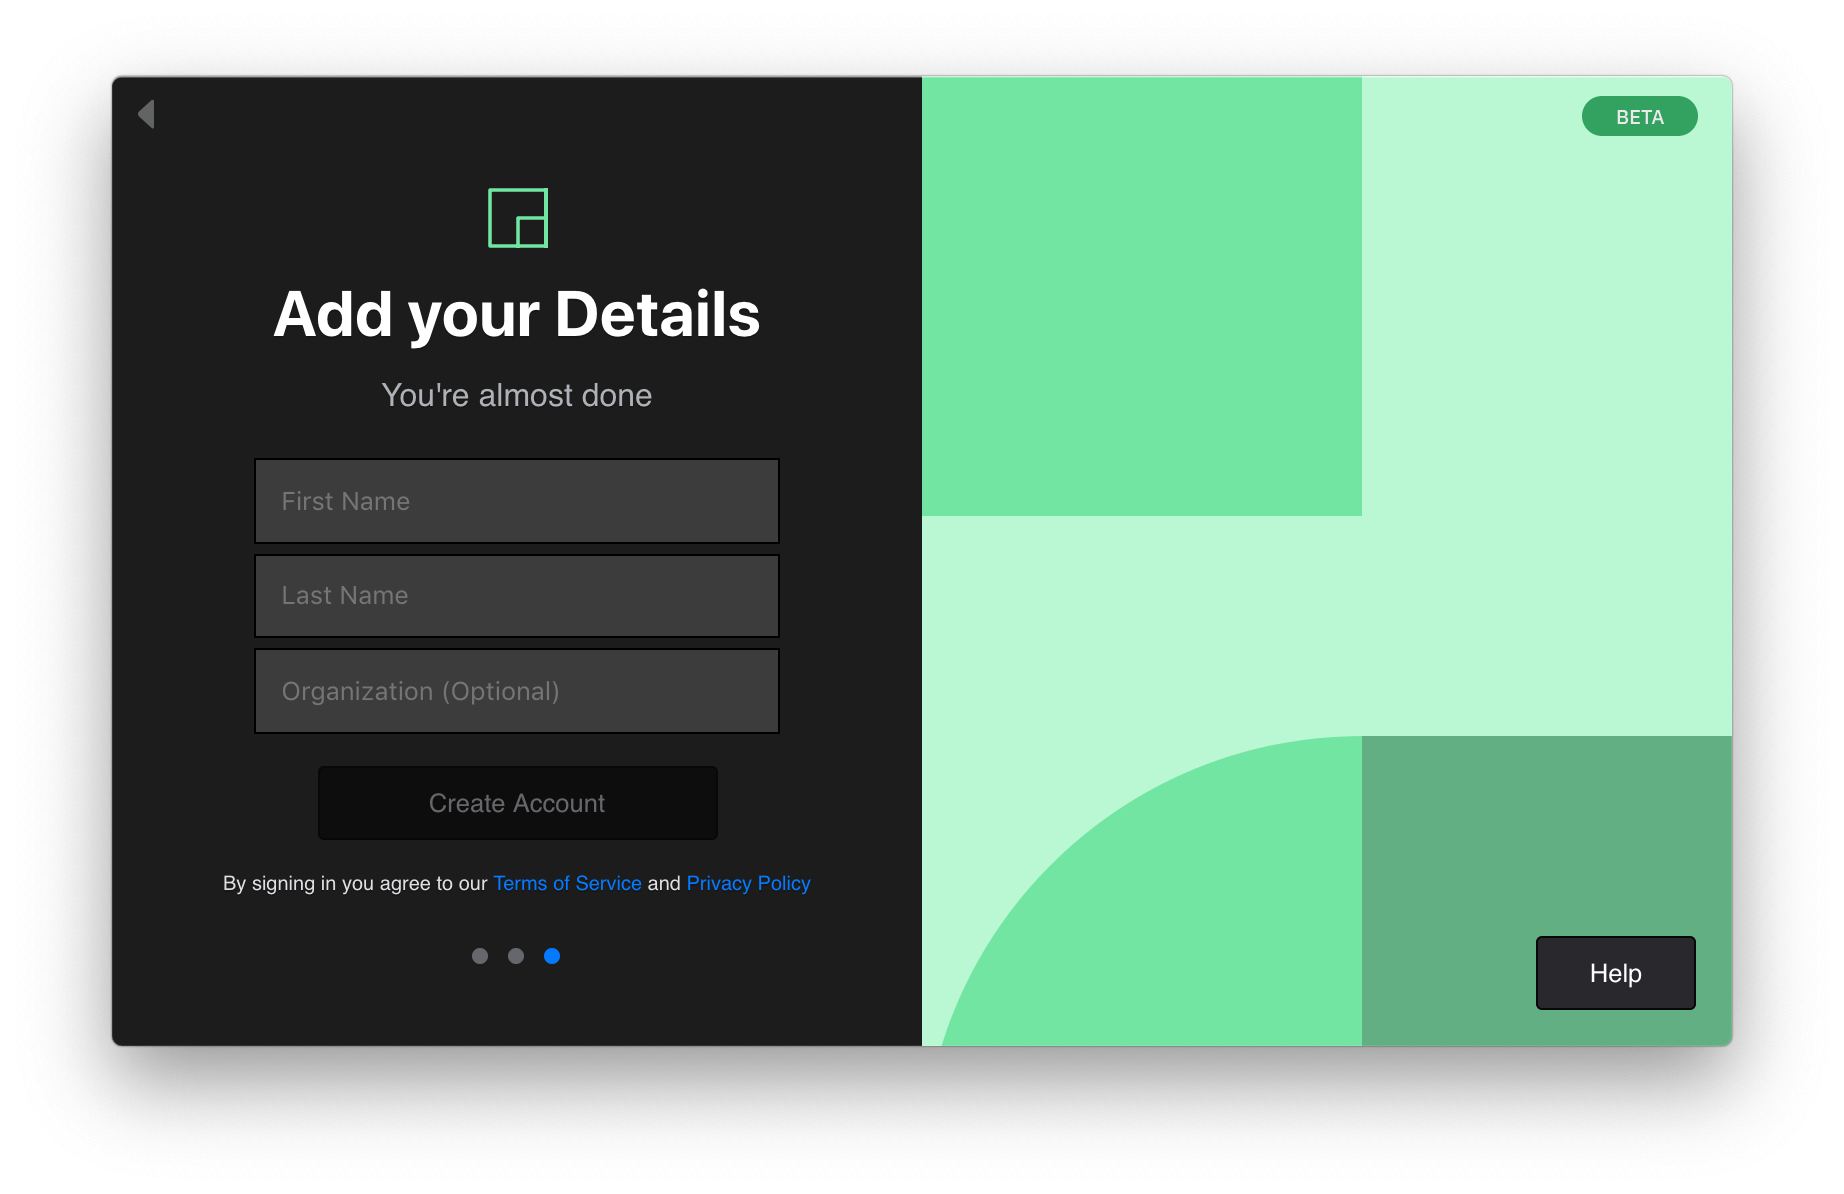 BETA
Add your Details
You're almost done
First Name
Last Name
Organization (Optional)
Create Account
By signing in you agree to our Terms of Service and Privacy Policy
Help